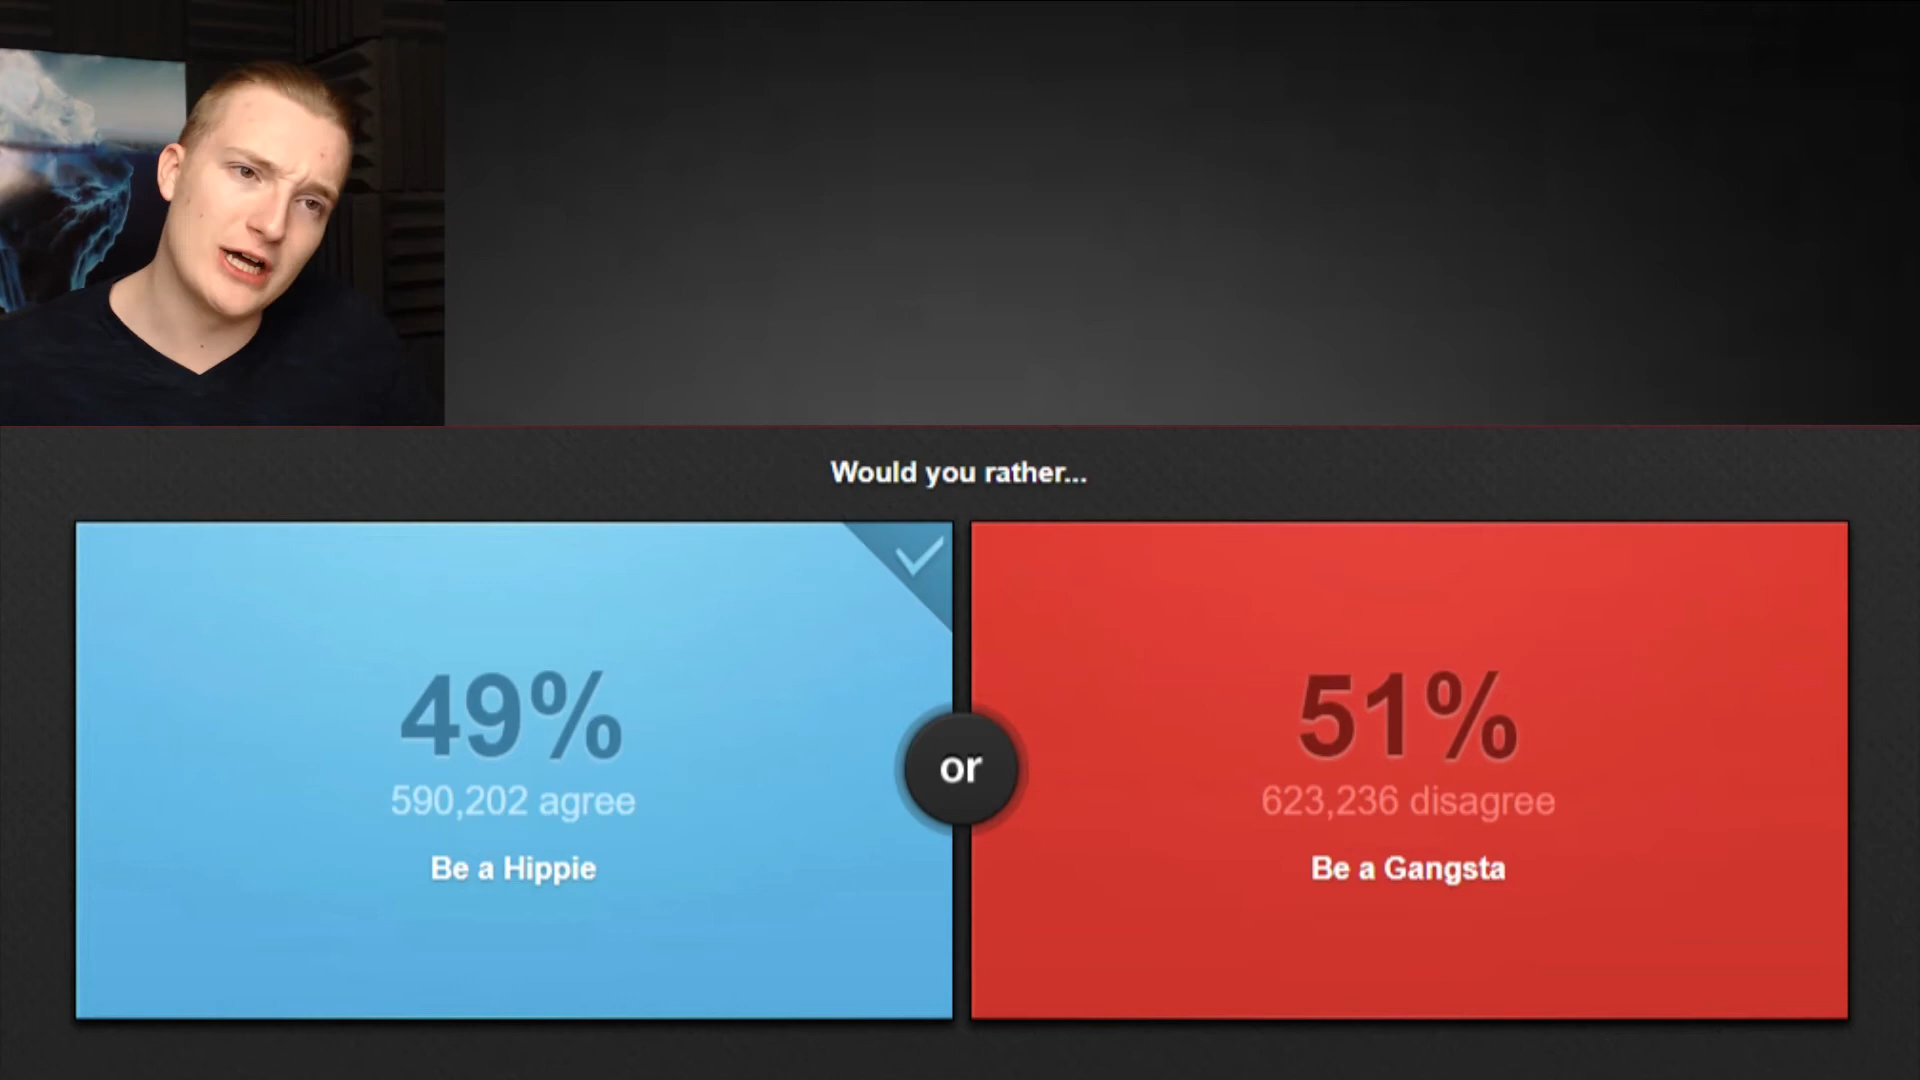 Would you rather...
49%
590,202 agree
Be a Hippie
or
51%
623,236 disagree
Be a Gangsta